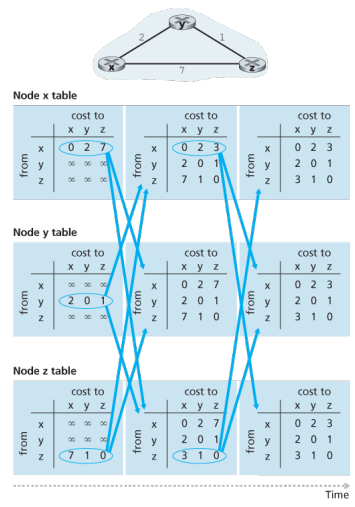 y
2 1
x z
7
Node x table
cost to cost to cost to
x y z x y z x y z
from x 0 2 7 from x 0 2 3 from x 0 2 3
y ∞ ∞ ∞ y 2 0 1 y 2 0 1
z ∞ ∞ ∞ z 7 1 0 z 3 1 0
Node y table
cost to cost to cost to
x y z x y z x y z
from x ∞ ∞ ∞ from x 0 2 7 from x 0 2 3
y 2 0 1 y 2 0 1 y 2 0 1
z ∞ ∞ ∞ z 7 1 0 z 3 1 0
Node z table
cost to cost to cost to
x y z x y z x y z
from x ∞ ∞ ∞ from x 0 2 7 from x 0 2 3
y ∞ ∞ ∞ y 2 0 1 y 2 0 1
z 7 1 0 z 3 1 0 z 3 1 0
Time